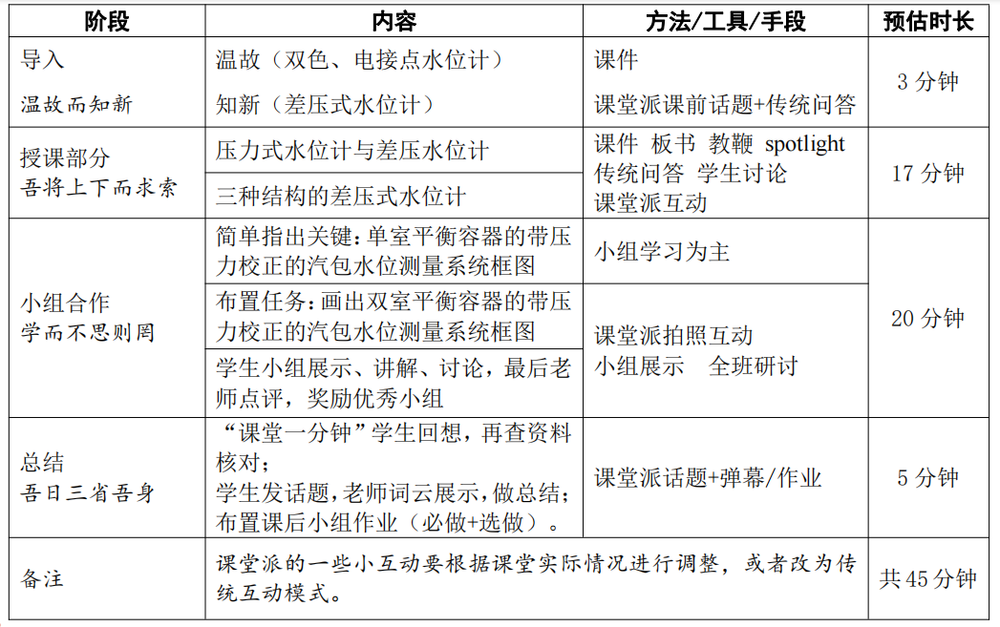 阶段 内容 方法/工具/手段 预估时长
导入
温故而知新
温故（双色、电接点水位计）
知新（差压式水位计）
课件
课堂派课前话题+传统问答
3 分钟
授课部分
吾将上下而求索
压力式水位计与差压水位计
三种结构的差压式水位计
课件 板书 教鞭 spotlight
传统问答 学生讨论
课堂派互动
17 分钟
小组合作
学而不思则罔
简单指出关键：单室平衡容器的带压
力校正的汽包水位测量系统框图
小组学习为主
布置任务：画出双室平衡容器的带压
力校正的汽包水位测量系统框图
学生小组展示、讲解、讨论，最后老
师点评，奖励优秀小组
课堂派拍照互动
小组展示 全班研讨
20 分钟
总结
吾日三省吾身
“课堂一分钟”学生回想，再查资料
核对；
学生发话题，老师词云展示，做总结；
布置课后小组作业（必做+选做）。
课堂派话题+弹幕/作业
5 分钟
备注
课堂派的一些小互动要根据课堂实际情况进行调整，或者改为传
统互动模式。
共 45 分钟